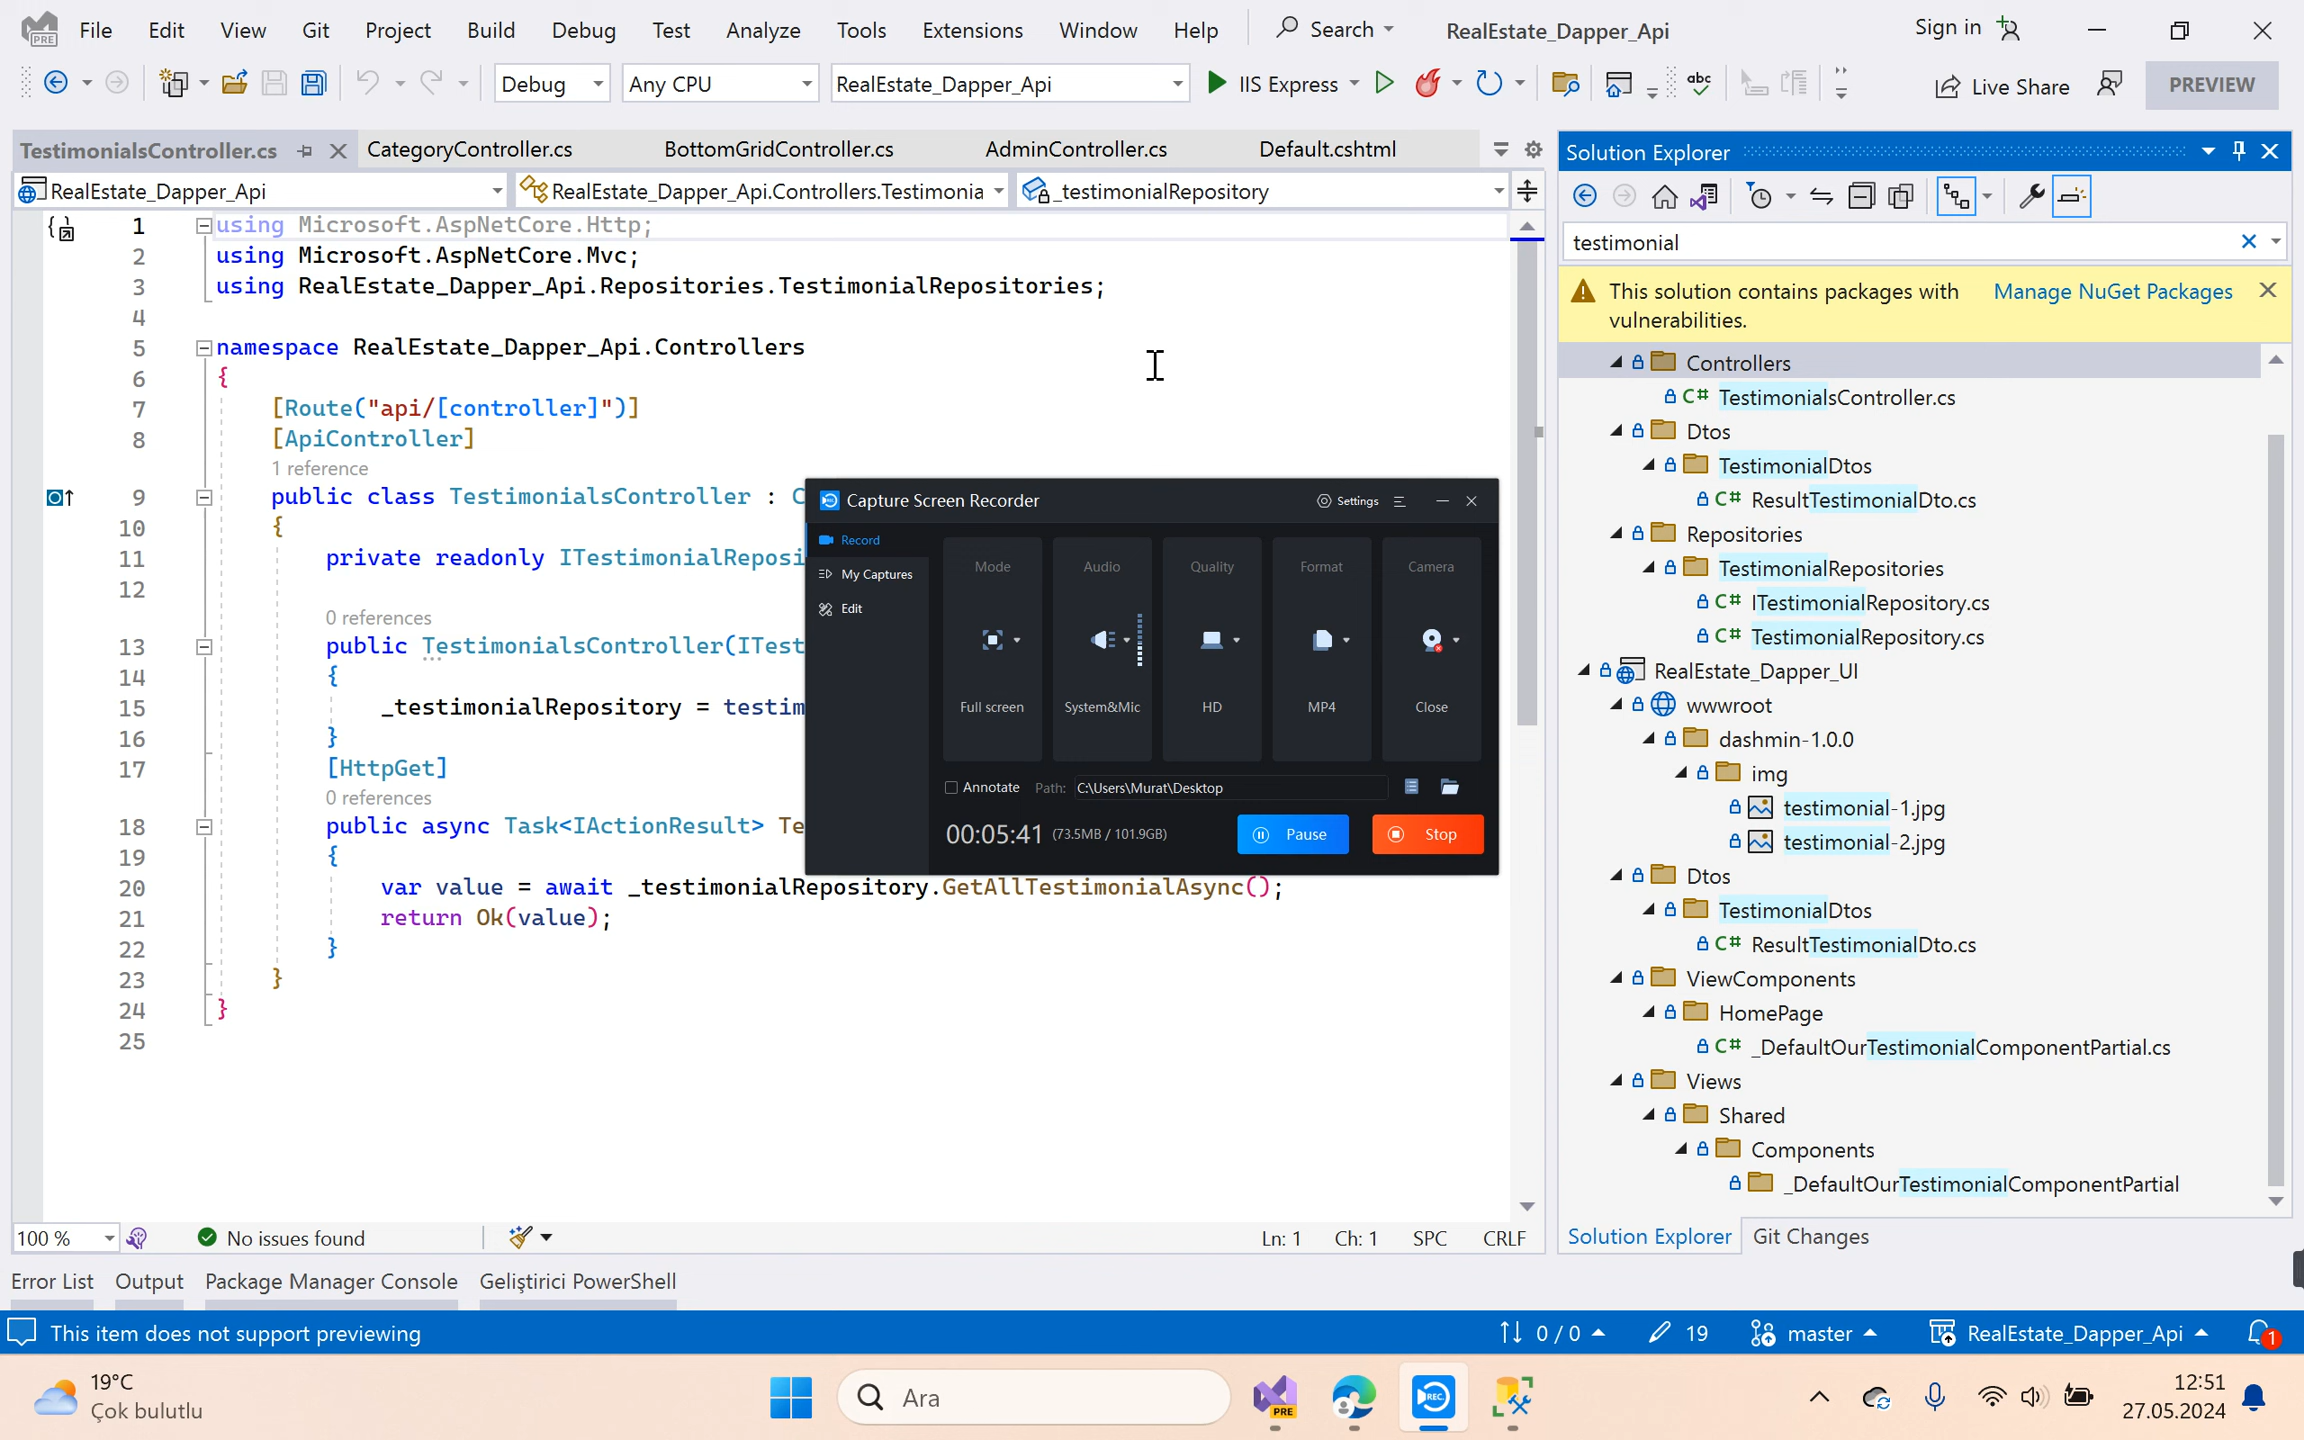 File Edit View Git Project Build Debug Test Analyze Tools Extensions Window Help Search RealEstate_Dapper_Api Sign in
PRE
Debug Any CPU RealEstate_Dapper_Api IIS Express abc Live Share PREVIEW
TestimonialsController.cs CategoryController.cs BottomGridController.cs AdminController.cs Default.cshtml
RealEstate_Dapper_Api RealEstate_Dapper_Api.Controllers.Testimonia _testimonialRepository
1 using Microsoft.AspNetCore.Http;
2 using Microsoft.AspNetCore.Mvc;
3 using RealEstate_Dapper_Api.Repositories.TestimonialRepositories;
4
5 namespace RealEstate_Dapper_Api.Controllers
6 {
7 [Route("api/[controller]")]
8 [ApiController]
1 reference
9 public class TestimonialsController : C
10 {
11 private readonly ITestimonialReposi
12
0 references
13 public TestimonialsController(ITest
14 {
15 _testimonialRepository = testim
16 }
17 [HttpGet]
0 references
18 public async Task<IActionResult> Te
19 {
20 var value = await _testimonialRepository.GetAllTestimonialAsync();
21 return Ok(value);
22 }
23 }
24 }
25
Capture Screen Recorder Settings
Record
My Captures
Edit
Mode Audio Quality Format Camera
Full screen System&Mic HD MP4 Close
Annotate Path: C:\Users\Murat\Desktop
00:05:41 (73.5MB / 101.9GB) Pause Stop
100 % No issues found Ln: 1 Ch: 1 SPC CRLF
Solution Explorer
testimonial
This solution contains packages with Manage NuGet Packages
vulnerabilities.
Controllers
C# TestimonialsController.cs
Dtos
TestimonialDtos
C# ResultTestimonialDto.cs
Repositories
TestimonialRepositories
C# ITestimonialRepository.cs
C# TestimonialRepository.cs
RealEstate_Dapper_UI
wwwroot
dashmin-1.0.0
img
testimonial-1.jpg
testimonial-2.jpg
Dtos
TestimonialDtos
C# ResultTestimonialDto.cs
ViewComponents
HomePage
C# _DefaultOurTestimonialComponentPartial.cs
Views
Shared
Components
_DefaultOurTestimonialComponentPartial
Solution Explorer Git Changes
Error List Output Package Manager Console Geliştirici PowerShell
This item does not support previewing 0 / 0 19 master RealEstate_Dapper_Api 1
19°C
Çok bulutlu
Ara
PRE
REC
12:51
27.05.2024